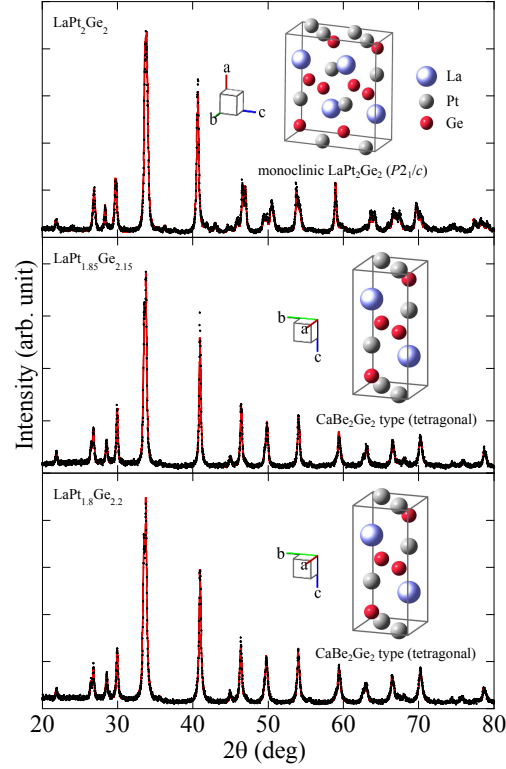 LaPt₂Ge₂
a
b
c
La
Pt
Ge
monoclinic LaPt₂Ge₂ (P2₁/c)
LaPt₁.₈₅Ge₂.₁₅
b
a
c
CaBe₂Ge₂ type (tetragonal)
LaPt₁.₈Ge₂.₂
b
a
c
CaBe₂Ge₂ type (tetragonal)
Intensity (arb. unit)
20 30 40 50 60 70 80
2θ (deg)